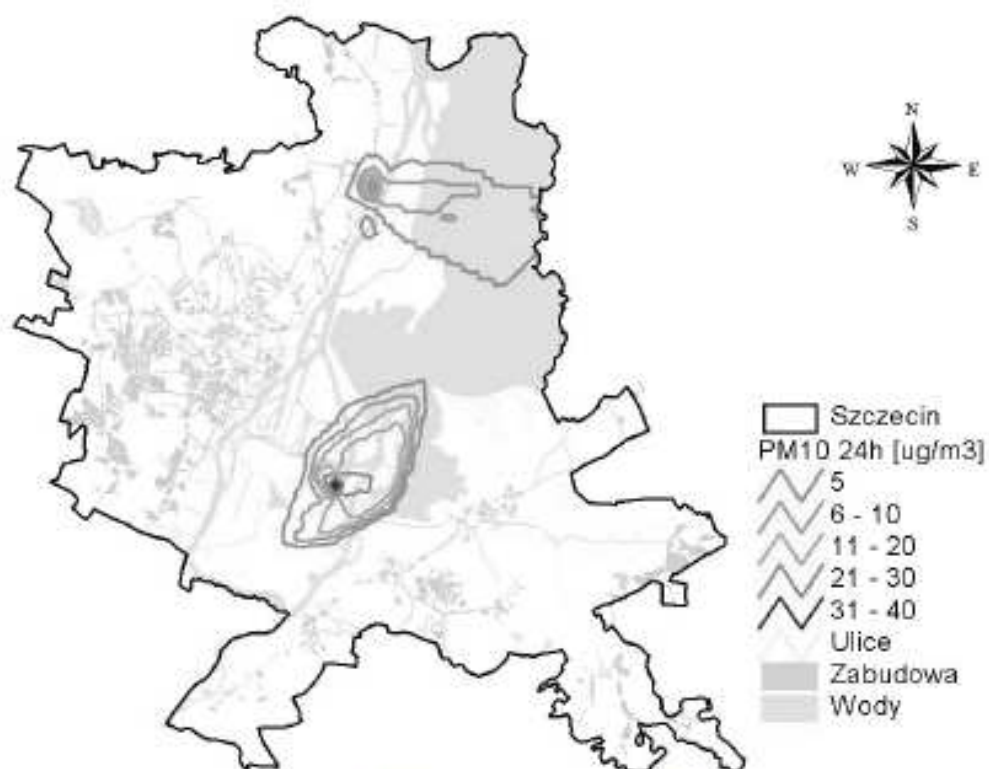 N
W E
S
Szczecin
PM10 24h [ug/m3]
5
6 - 10
11 - 20
21 - 30
31 - 40
Ulice
Zabudowa
Wody